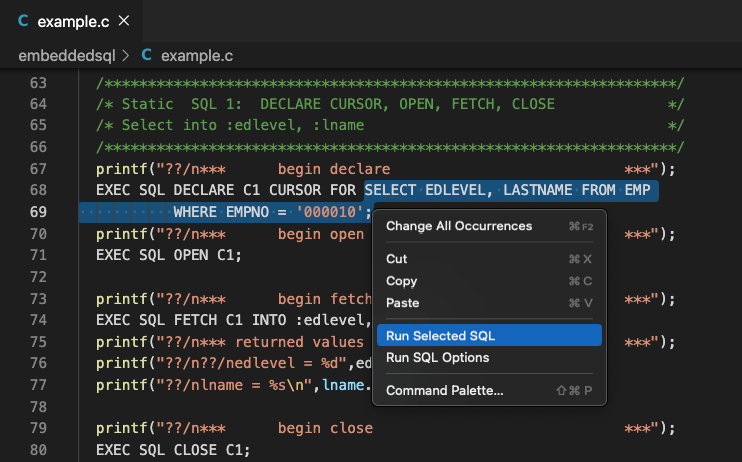 C example.c ×
embeddedsql > C example.c
63 /******************************************************************/
64 /* Static  SQL 1:  DECLARE CURSOR, OPEN, FETCH, CLOSE             */
65 /* Select into :edlevel, :lname                                   */
66 /******************************************************************/
67 printf("??/n***      begin declare                           ***");
68 EXEC SQL DECLARE C1 CURSOR FOR SELECT EDLEVEL, LASTNAME FROM EMP
69          WHERE EMPNO = '000010';
70 printf("??/n***      begin open                              ***");
71 EXEC SQL OPEN C1;
72
73 printf("??/n***      begin fetch                             ***");
74 EXEC SQL FETCH C1 INTO :edlevel,
75 printf("??/n*** returned values                              ***");
76 printf("??/n??/nedlevel = %d",ed
77 printf("??/nlname = %s\n",lname.
78
79 printf("??/n***      begin close                             ***");
80 EXEC SQL CLOSE C1;
Change All Occurrences ⌘F2
Cut ⌘X
Copy ⌘C
Paste ⌘V
Run Selected SQL
Run SQL Options
Command Palette... ⇧⌘P